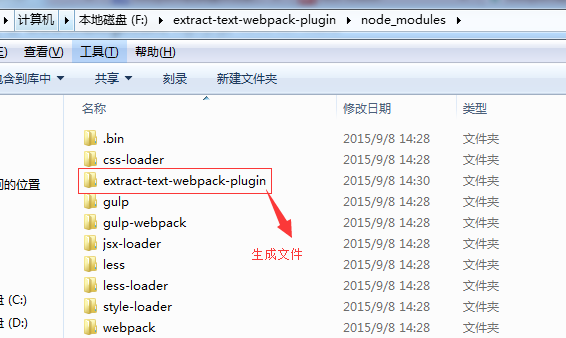 计算机 本地磁盘 (F:) extract-text-webpack-plugin node_modules
E) 查看(V) 工具(T) 帮助(H)
包含到库中 共享 刻录 新建文件夹
名称 修改日期 类型
.bin 2015/9/8 14:28 文件夹
css-loader 2015/9/8 14:28 文件夹
extract-text-webpack-plugin 2015/9/8 14:30 文件夹
问的位置
gulp 2015/9/8 14:28 文件夹
gulp-webpack 2015/9/8 14:28 文件夹
jsx-loader 2015/9/8 14:28 文件夹
生成文件
less 2015/9/8 14:28 文件夹
less-loader 2015/9/8 14:28 文件夹
盘 (C:)
style-loader 2015/9/8 14:28 文件夹
盘 (D:)
webpack 2015/9/8 14:28 文件夹